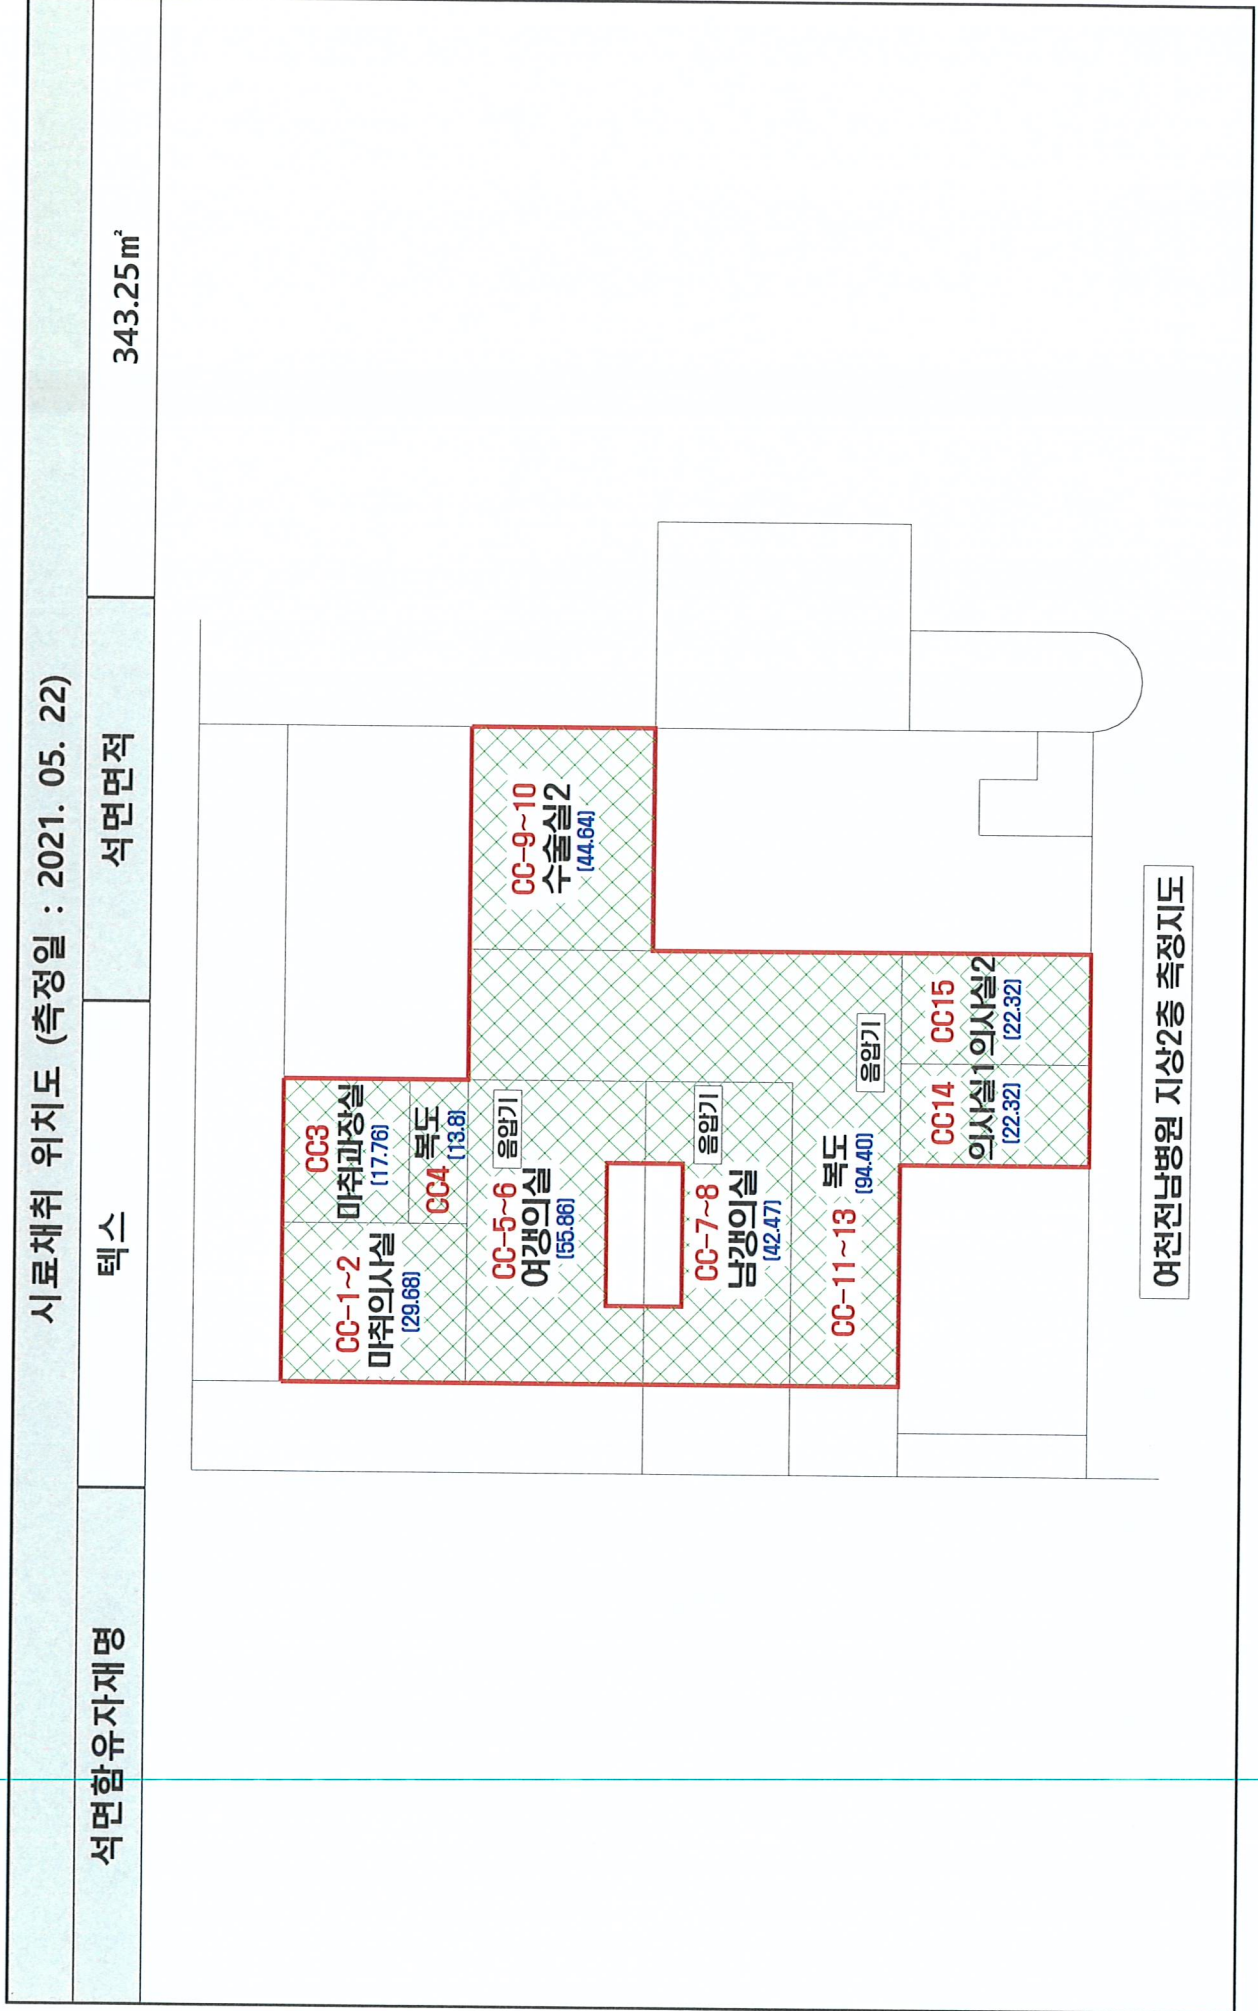 시료채취 위치도 (측정일 : 2021. 05. 22)
석면함유자재명
텍스
석면면적
343.25㎡
CC-1~2
마취의사실
[29.68]
CC3
마취과장실
[17.76]
CC4 복도
[13.8]
CC-5~6
여갱의실
[55.86]
음압기
CC-9~10
수술실2
[44.64]
CC-7~8
남갱의실
[42.47]
음압기
CC-11~13 복도
[94.40]
음압기
CC14
의사실1
[22.32]
CC15
의사실2
[22.32]
여천전남병원 지상2층 측정지도